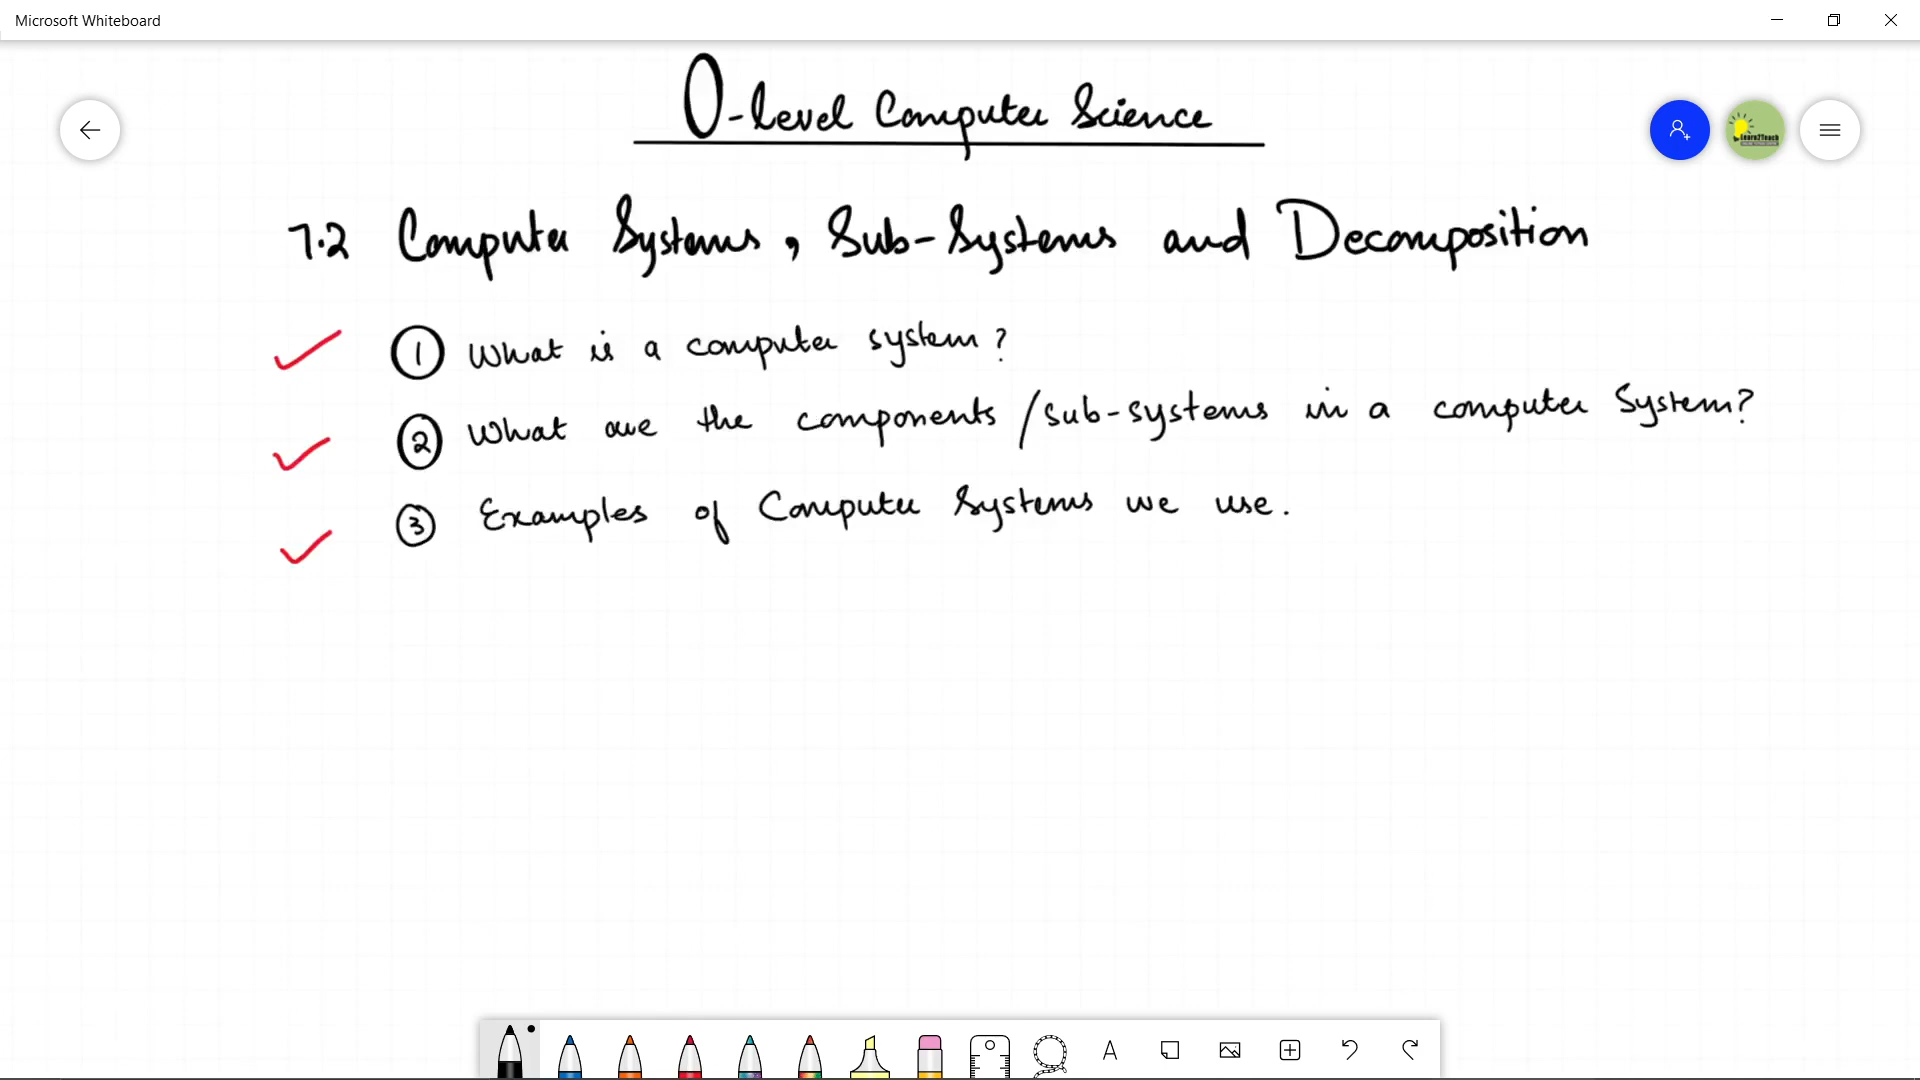 Microsoft Whiteboard
O-level Computer Science
Learn2Teach
7.2 Computer Systems, Sub-Systems and Decomposition
1 What is a computer system?
2 What are the components/sub-systems in a computer System?
3 Examples of Computer Systems we use.
A